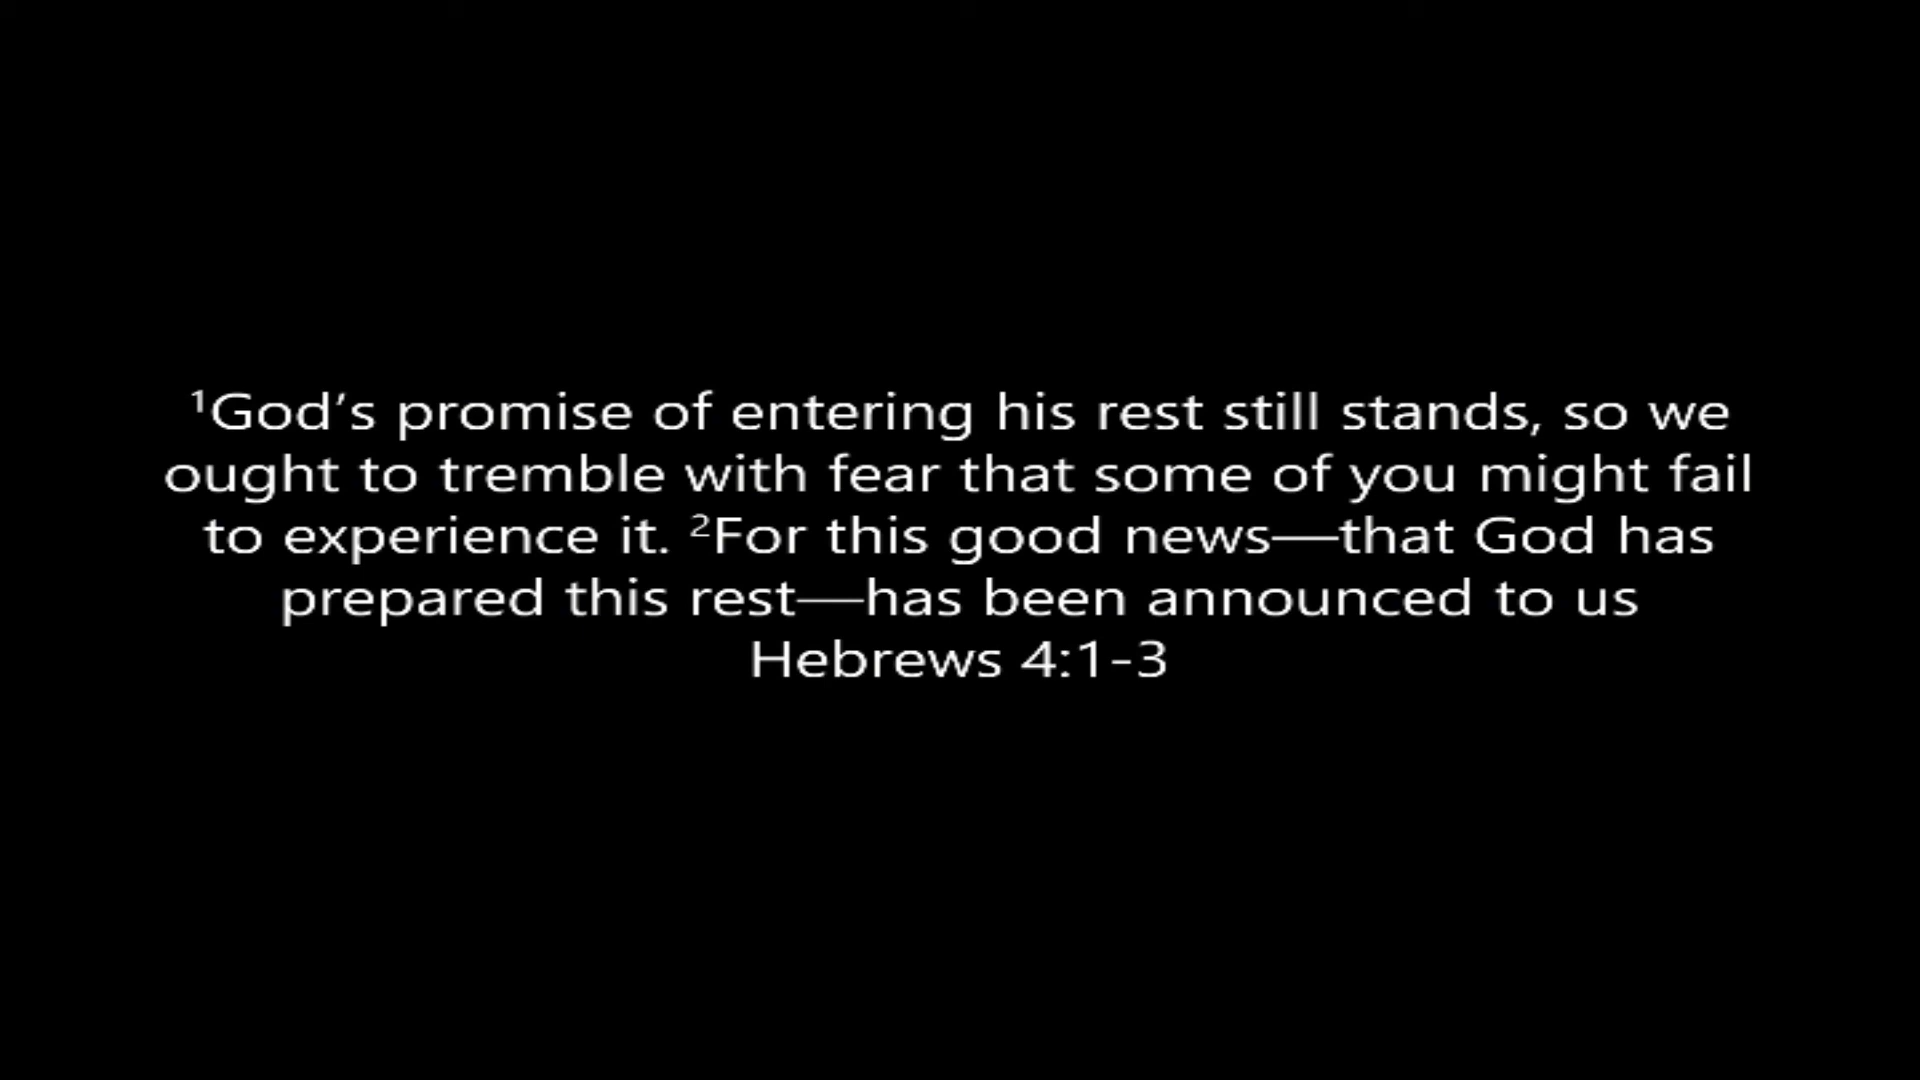 ¹God’s promise of entering his rest still stands, so we
ought to tremble with fear that some of you might fail
to experience it. ²For this good news—that God has
prepared this rest—has been announced to us
Hebrews 4:1-3